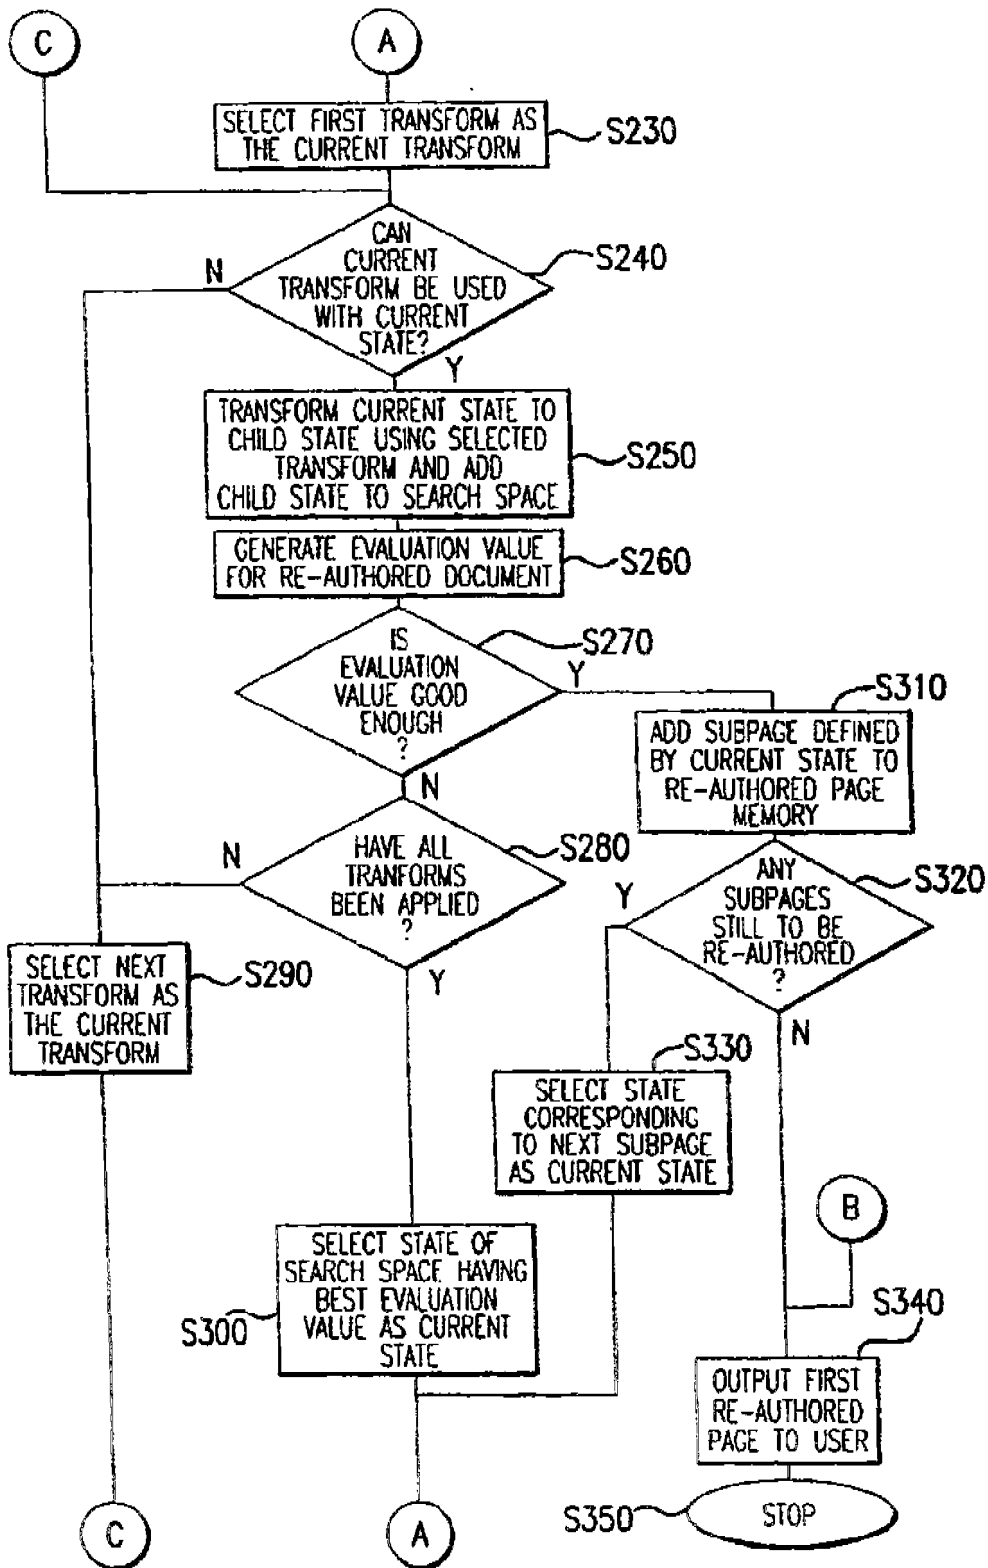 C
A
SELECT FIRST TRANSFORM AS
THE CURRENT TRANSFORM
S230
CAN
CURRENT
TRANSFORM BE USED
WITH CURRENT
STATE?
S240
N
Y
TRANSFORM CURRENT STATE TO
CHILD STATE USING SELECTED
TRANSFORM AND ADD
CHILD STATE TO SEARCH SPACE
S250
GENERATE EVALUATION VALUE
FOR RE-AUTHORED DOCUMENT
S260
IS
EVALUATION
VALUE GOOD
ENOUGH
?
S270
Y
N
S310
ADD SUBPAGE DEFINED
BY CURRENT STATE TO
RE-AUTHORED PAGE
MEMORY
HAVE ALL
TRANFORMS
BEEN APPLIED
?
S280
N
Y
ANY
SUBPAGES
STILL TO BE
RE-AUTHORED
?
S320
Y
N
SELECT NEXT
TRANSFORM AS
THE CURRENT
TRANSFORM
S290
S330
SELECT STATE
CORRESPONDING
TO NEXT SUBPAGE
AS CURRENT STATE
B
SELECT STATE OF
SEARCH SPACE HAVING
BEST EVALUATION
VALUE AS CURRENT
STATE
S300
S340
OUTPUT FIRST
RE-AUTHORED
PAGE TO USER
S350
STOP
C
A